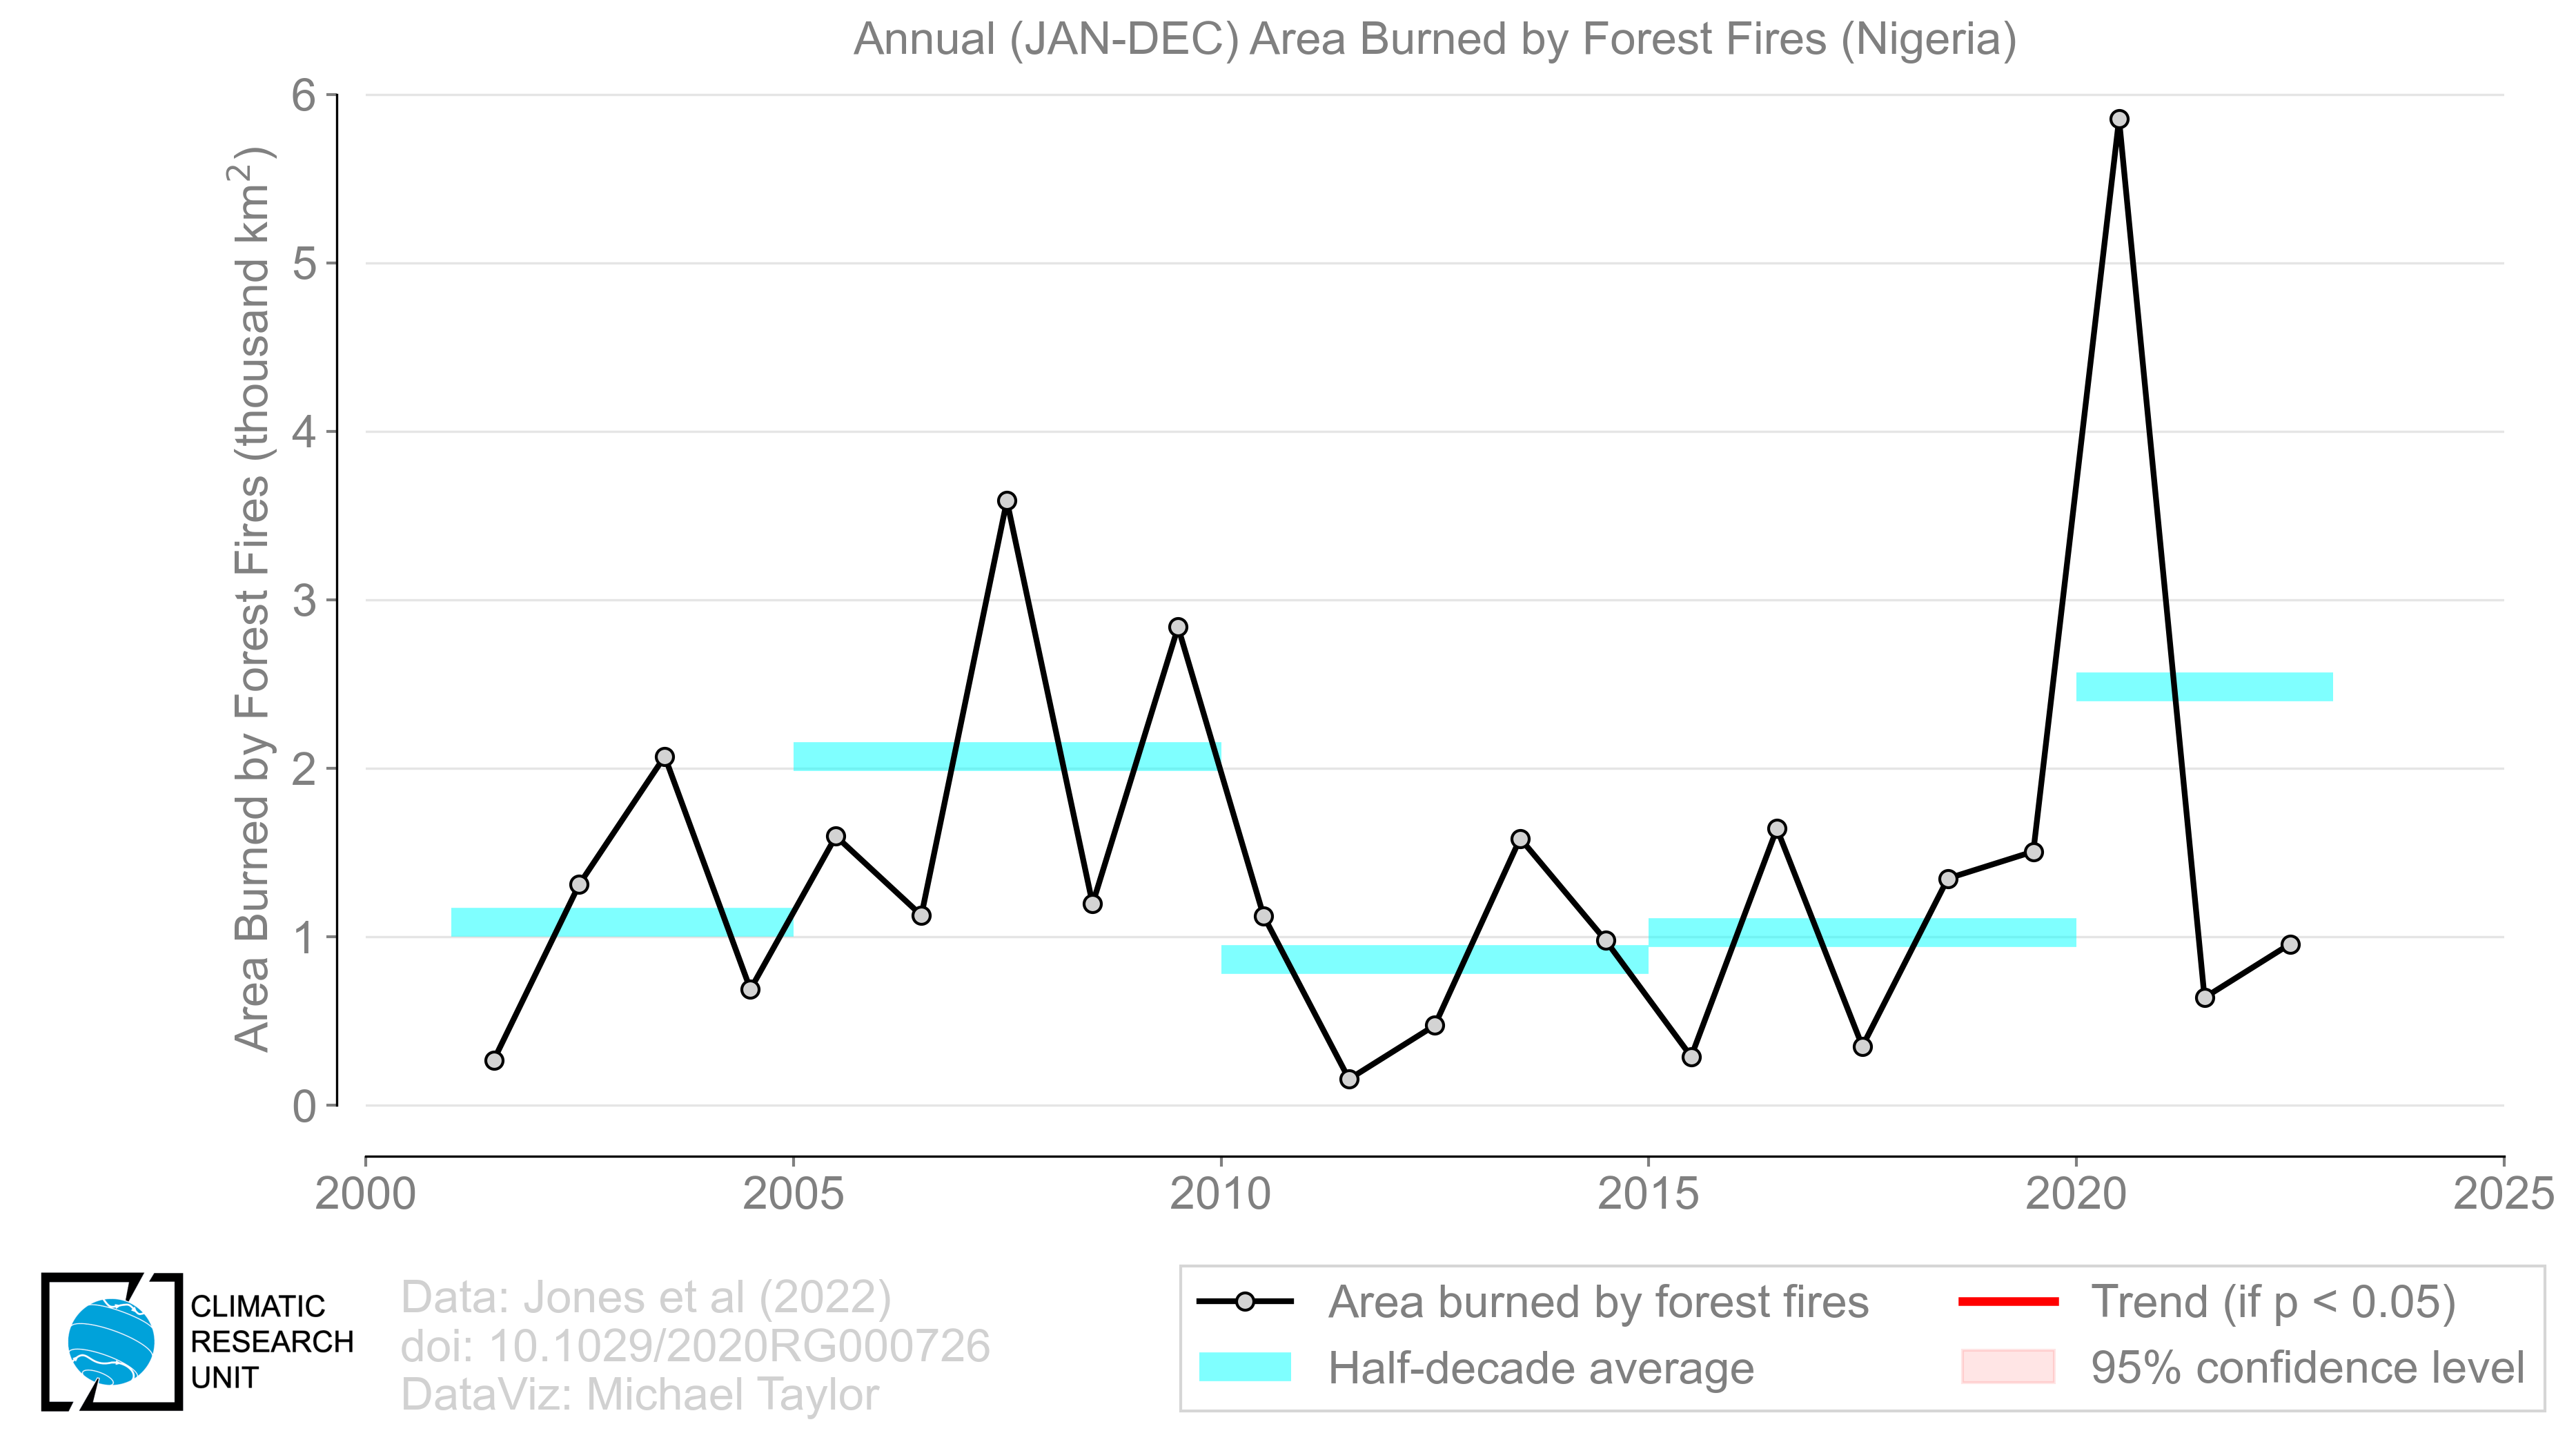 Annual (JAN-DEC) Area Burned by Forest Fires (Nigeria)
Area Burned by Forest Fires (thousand km²)
6
5
4
3
2
1
0
2000 2005 2010 2015 2020 2025
CLIMATIC
RESEARCH
UNIT
Data: Jones et al (2022)
doi: 10.1029/2020RG000726
DataViz: Michael Taylor
Area burned by forest fires
Half-decade average
Trend (if p < 0.05)
95% confidence level